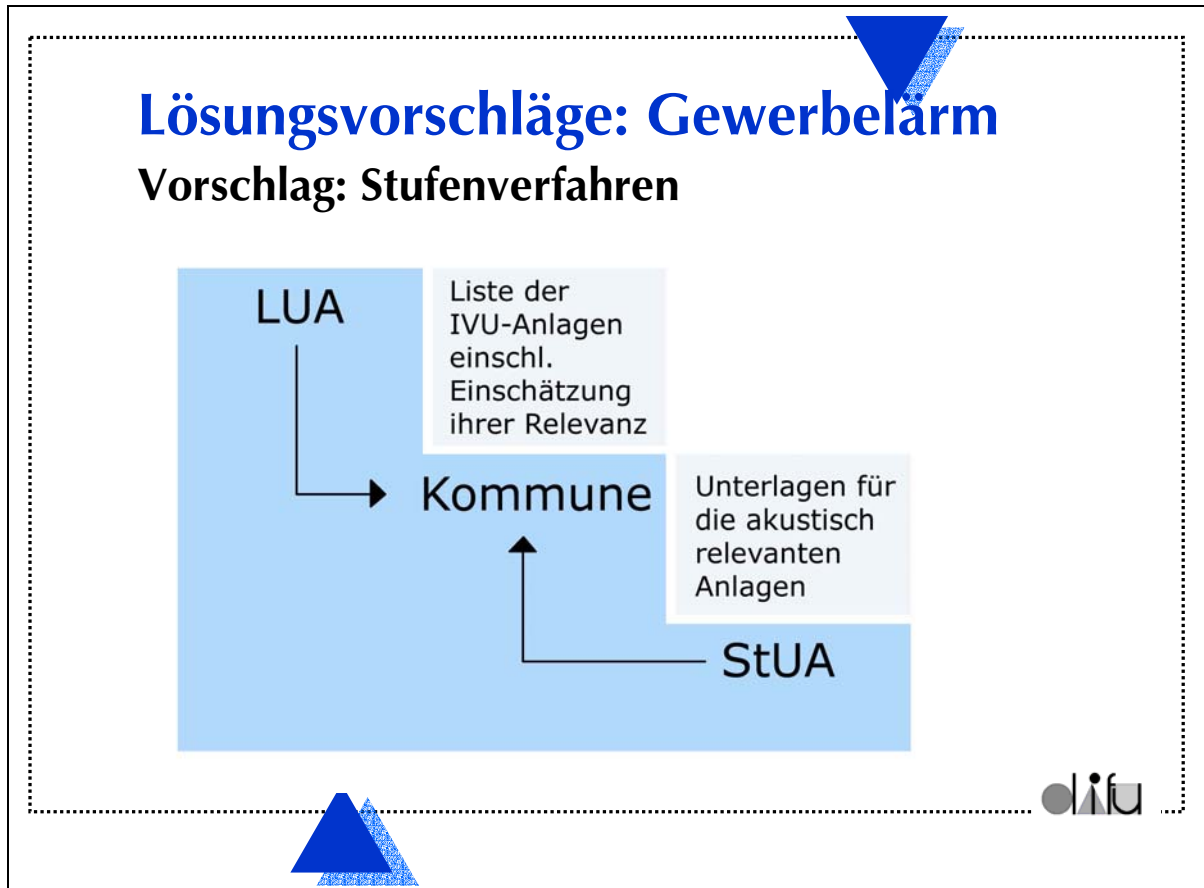 Lösungsvorschläge: Gewerbelärm
Vorschlag: Stufenverfahren
LUA
Liste der
IVU-Anlagen
einschl.
Einschätzung
ihrer Relevanz
Kommune
Unterlagen für
die akustisch
relevanten
Anlagen
StUA
difu